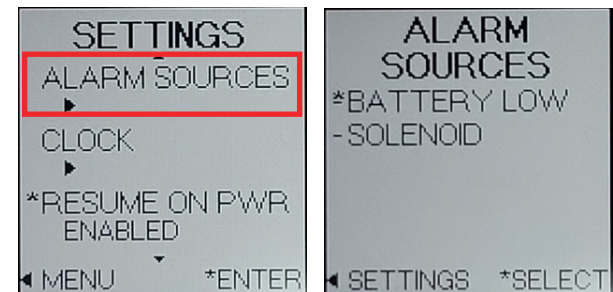 SETTINGS
ALARM SOURCES
CLOCK
*RESUME ON PWR
ENABLED
MENU *ENTER
ALARM
SOURCES
*BATTERY LOW
-SOLENOID
SETTINGS *SELECT